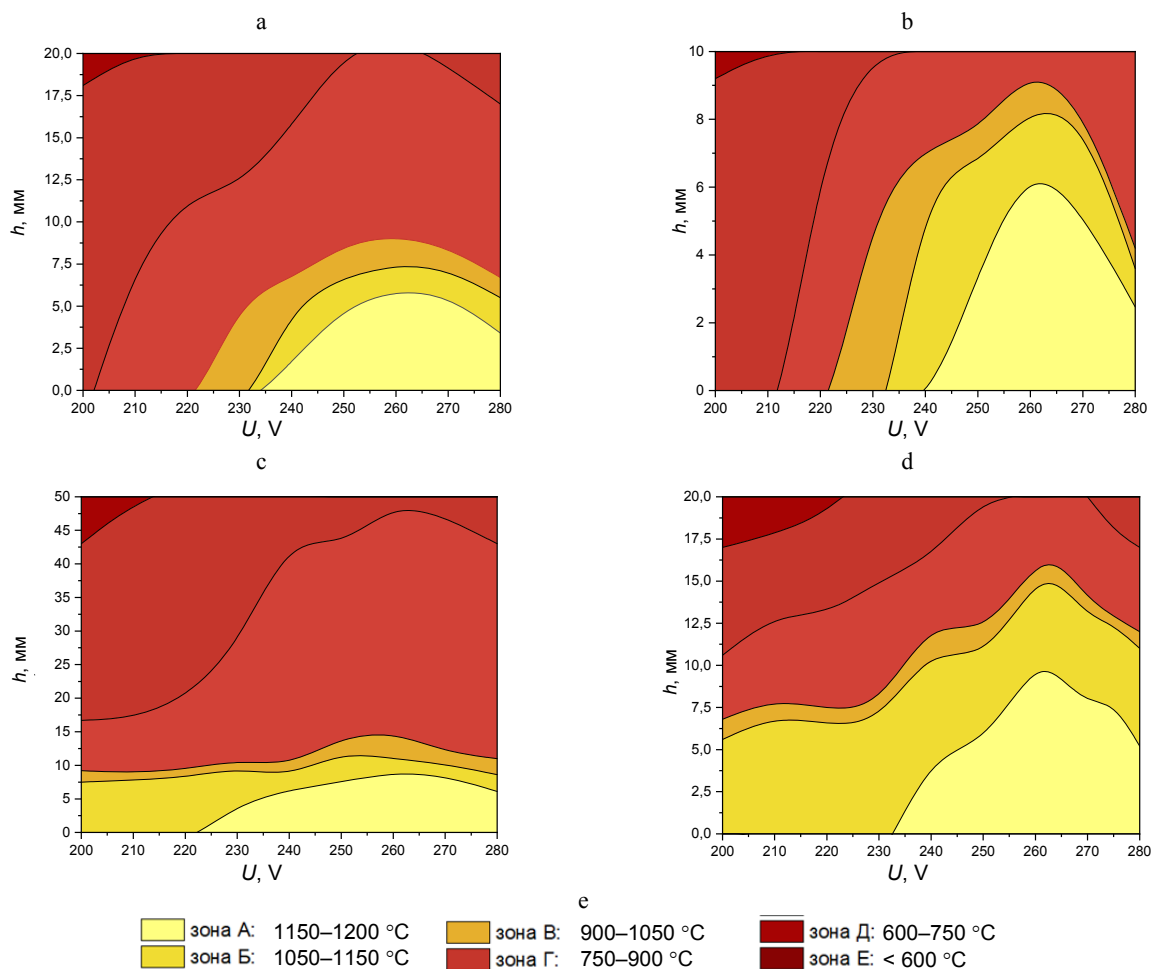 a
20,0
17,5
15,0
12,5
10,0
7,5
5,0
2,5
0,0
h, мм
200 210 220 230 240 250 260 270 280
U, V
b
10
8
6
4
2
0
h, мм
200 210 220 230 240 250 260 270 280
U, V
c
50
45
40
35
30
25
20
15
10
5
0
h, мм
200 210 220 230 240 250 260 270 280
U, V
d
20,0
17,5
15,0
12,5
10,0
7,5
5,0
2,5
0,0
h, мм
200 210 220 230 240 250 260 270 280
U, V
e
зона А: 1150–1200 °C
зона Б: 1050–1150 °C
зона В: 900–1050 °C
зона Г: 750–900 °C
зона Д: 600–750 °C
зона Е: < 600 °C